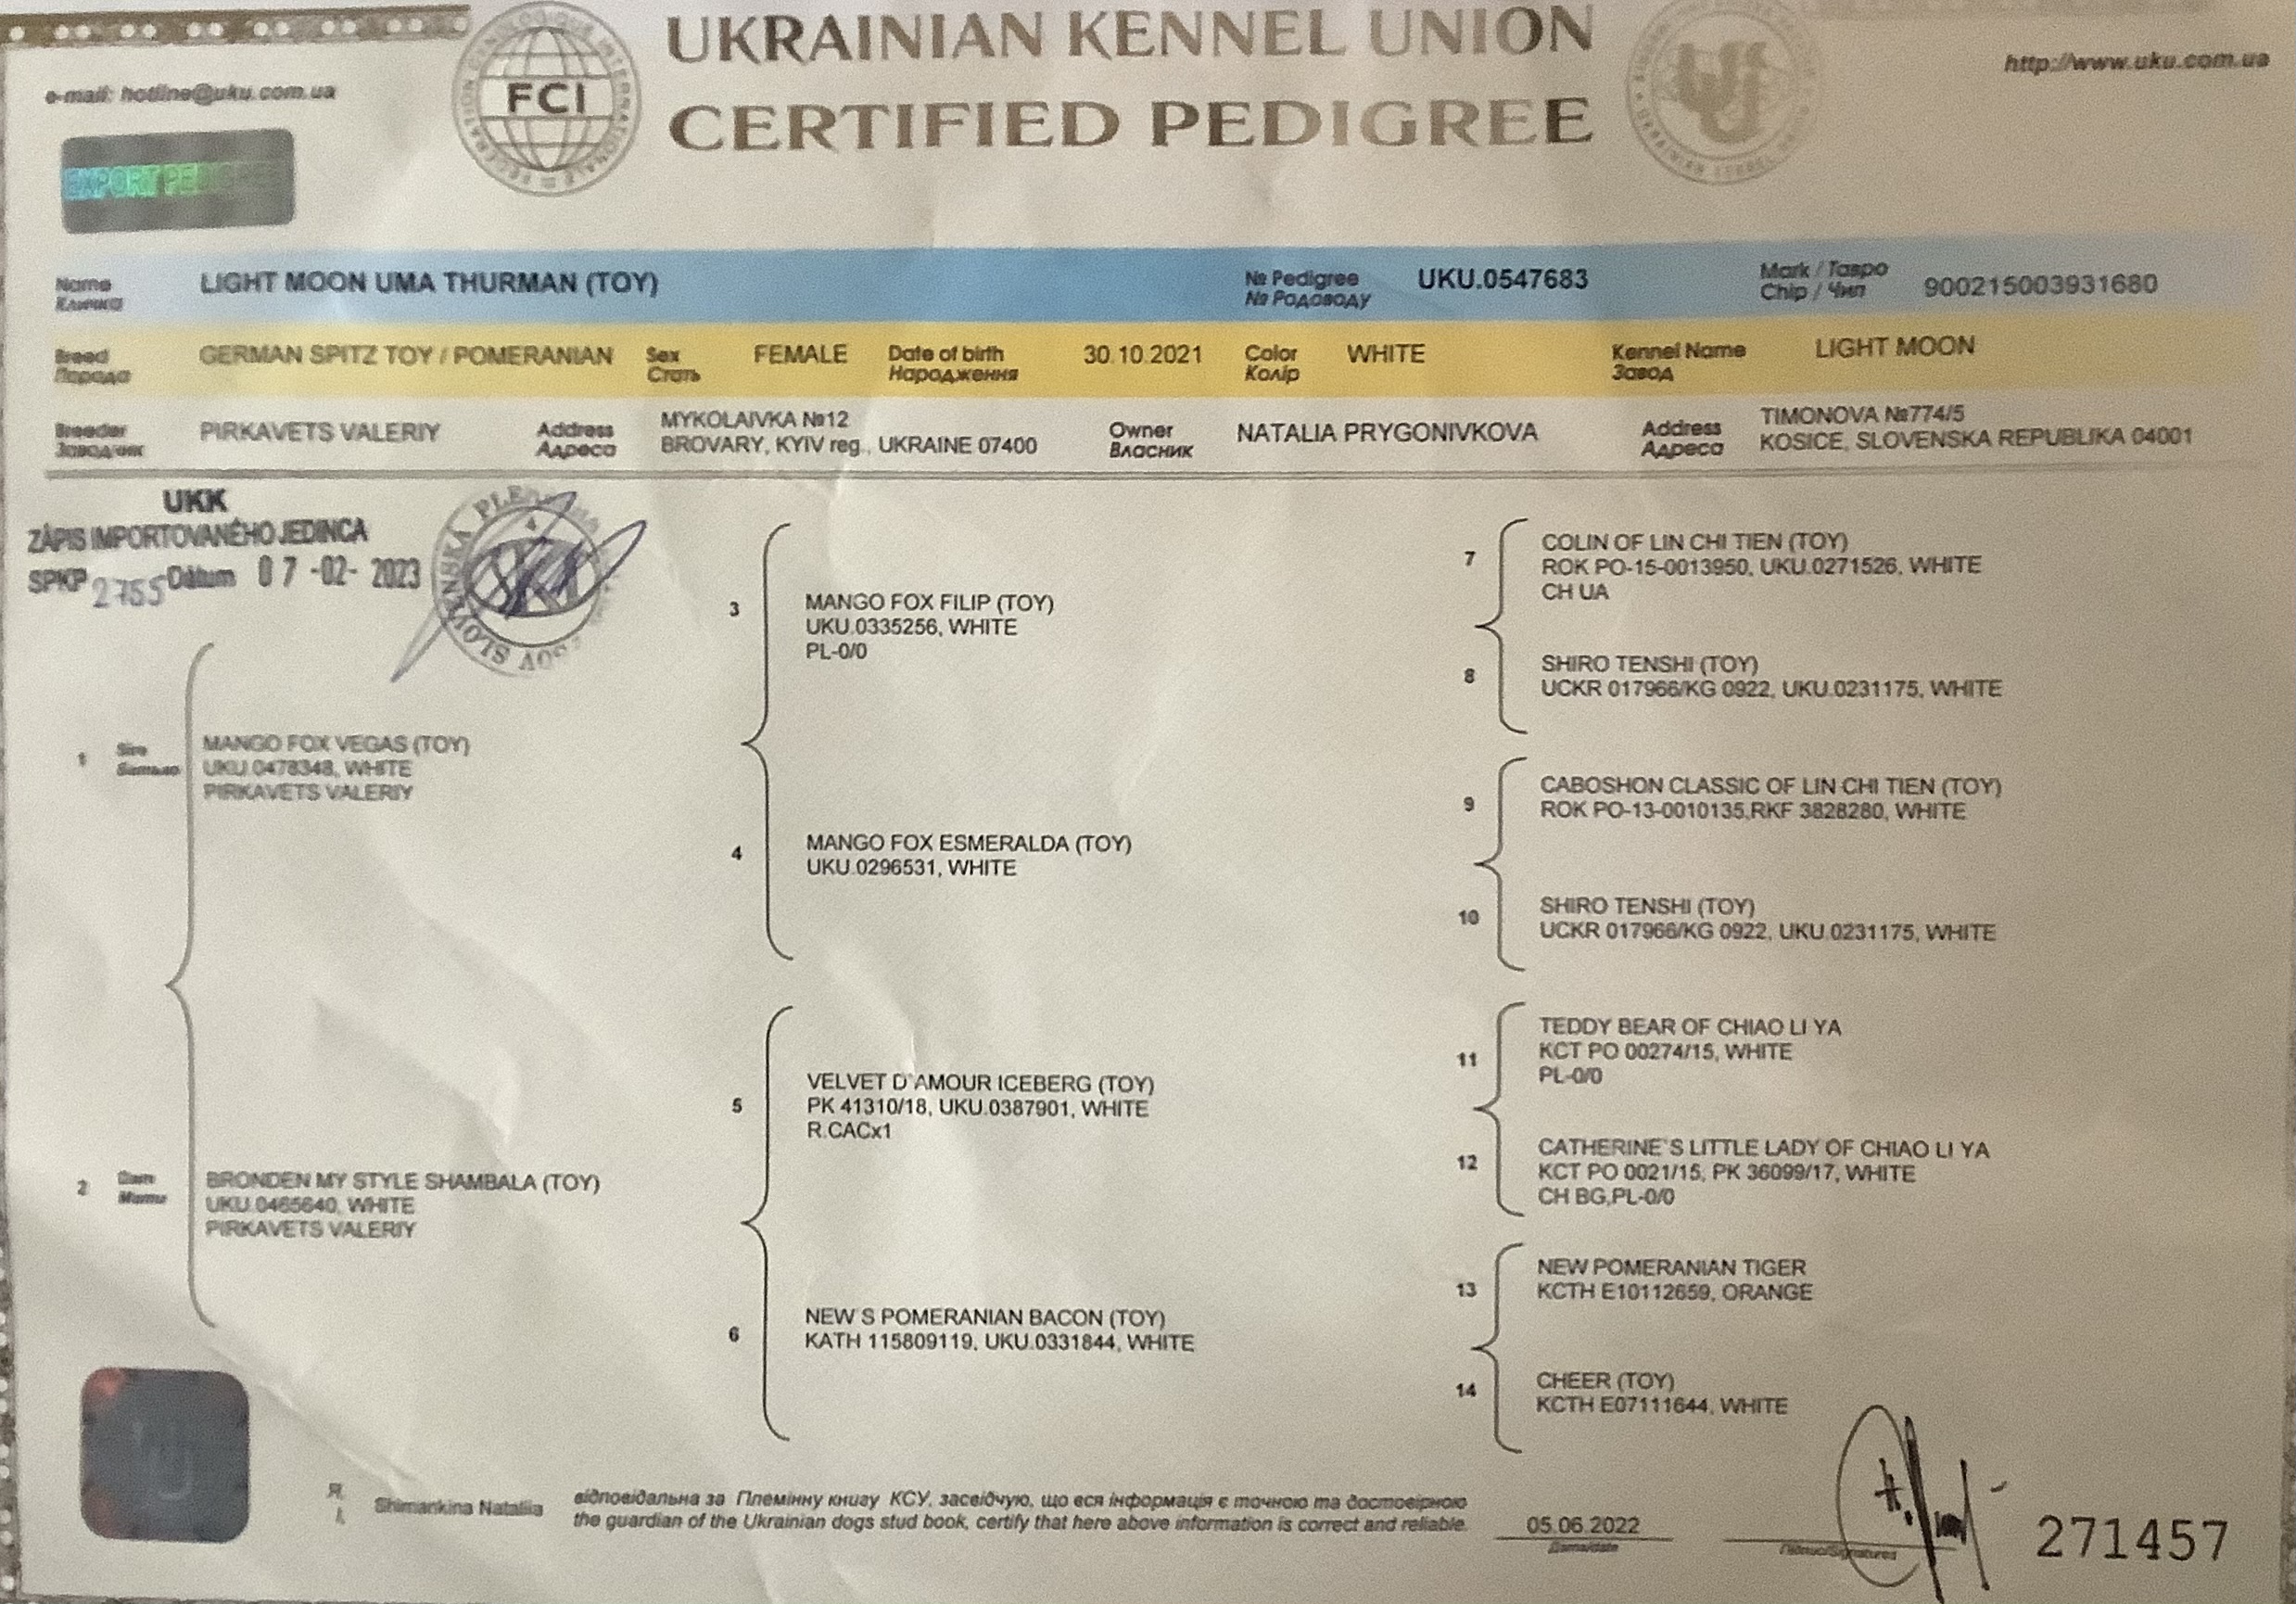 UKRAINIAN KENNEL UNION
CERTIFIED PEDIGREE
e-mail: hotline@uku.com.ua
FCI
http://www.uku.com.ua
EXPORT PEDIGREE
Name LIGHT MOON UMA THURMAN (TOY) № Pedigree UKU.0547683 Mark / Тавро 900215003931680
Кличка № Родоводу Chip / Чип
Breed GERMAN SPITZ TOY / POMERANIAN Sex FEMALE Date of birth 30.10.2021 Color WHITE Kennel Name LIGHT MOON
Порода Стать Народження Колір Завод
Breeder PIRKAVETS VALERIY Address MYKOLAIVKA №12 Owner NATALIA PRYGONIVKOVA Address TIMONOVA №774/5
Заводчик Адреса BROVARY, KYIV reg., UKRAINE 07400 Власник Адреса KOSICE, SLOVENSKA REPUBLIKA 04001
UKK
ZÁPIS IMPORTOVANÉHO JEDINCA
SPKP 2755 Dátum 07-02-2023
1 Sire
MANGO FOX VEGAS (TOY)
UKU.0478348, WHITE
PIRKAVETS VALERIY
2 Dam
BRONDEN MY STYLE SHAMBALA (TOY)
UKU.0465640, WHITE
PIRKAVETS VALERIY
3
MANGO FOX FILIP (TOY)
UKU.0335256, WHITE
PL-0/0
4
MANGO FOX ESMERALDA (TOY)
UKU.0296531, WHITE
5
VELVET D'AMOUR ICEBERG (TOY)
PK 41310/18, UKU.0387901, WHITE
R.CACx1
6
NEW'S POMERANIAN BACON (TOY)
KATH 115809119, UKU.0331844, WHITE
7
COLIN OF LIN CHI TIEN (TOY)
ROK PO-15-0013950, UKU.0271526, WHITE
CH UA
8
SHIRO TENSHI (TOY)
UCKR 017966/KG 0922, UKU.0231175, WHITE
9
CABOSHON CLASSIC OF LIN CHI TIEN (TOY)
ROK PO-13-0010135,RKF 3828280, WHITE
10
SHIRO TENSHI (TOY)
UCKR 017966/KG 0922, UKU.0231175, WHITE
11
TEDDY BEAR OF CHIAO LI YA
KCT PO 00274/15, WHITE
PL-0/0
12
CATHERINE'S LITTLE LADY OF CHIAO LI YA
KCT PO 0021/15, PK 36099/17, WHITE
CH BG,PL-0/0
13
NEW POMERANIAN TIGER
KCTH E10112659, ORANGE
14
CHEER (TOY)
KCTH E07111644, WHITE
Я, Shimankina Nataliia відповідальна за Племінну книгу КСУ, засвідчую, що вся інформація є точною та достовірною
I, the guardian of the Ukrainian dogs stud book, certify that here above information is correct and reliable.
05.06.2022
Дата/date
Підпис/Signatures
271457